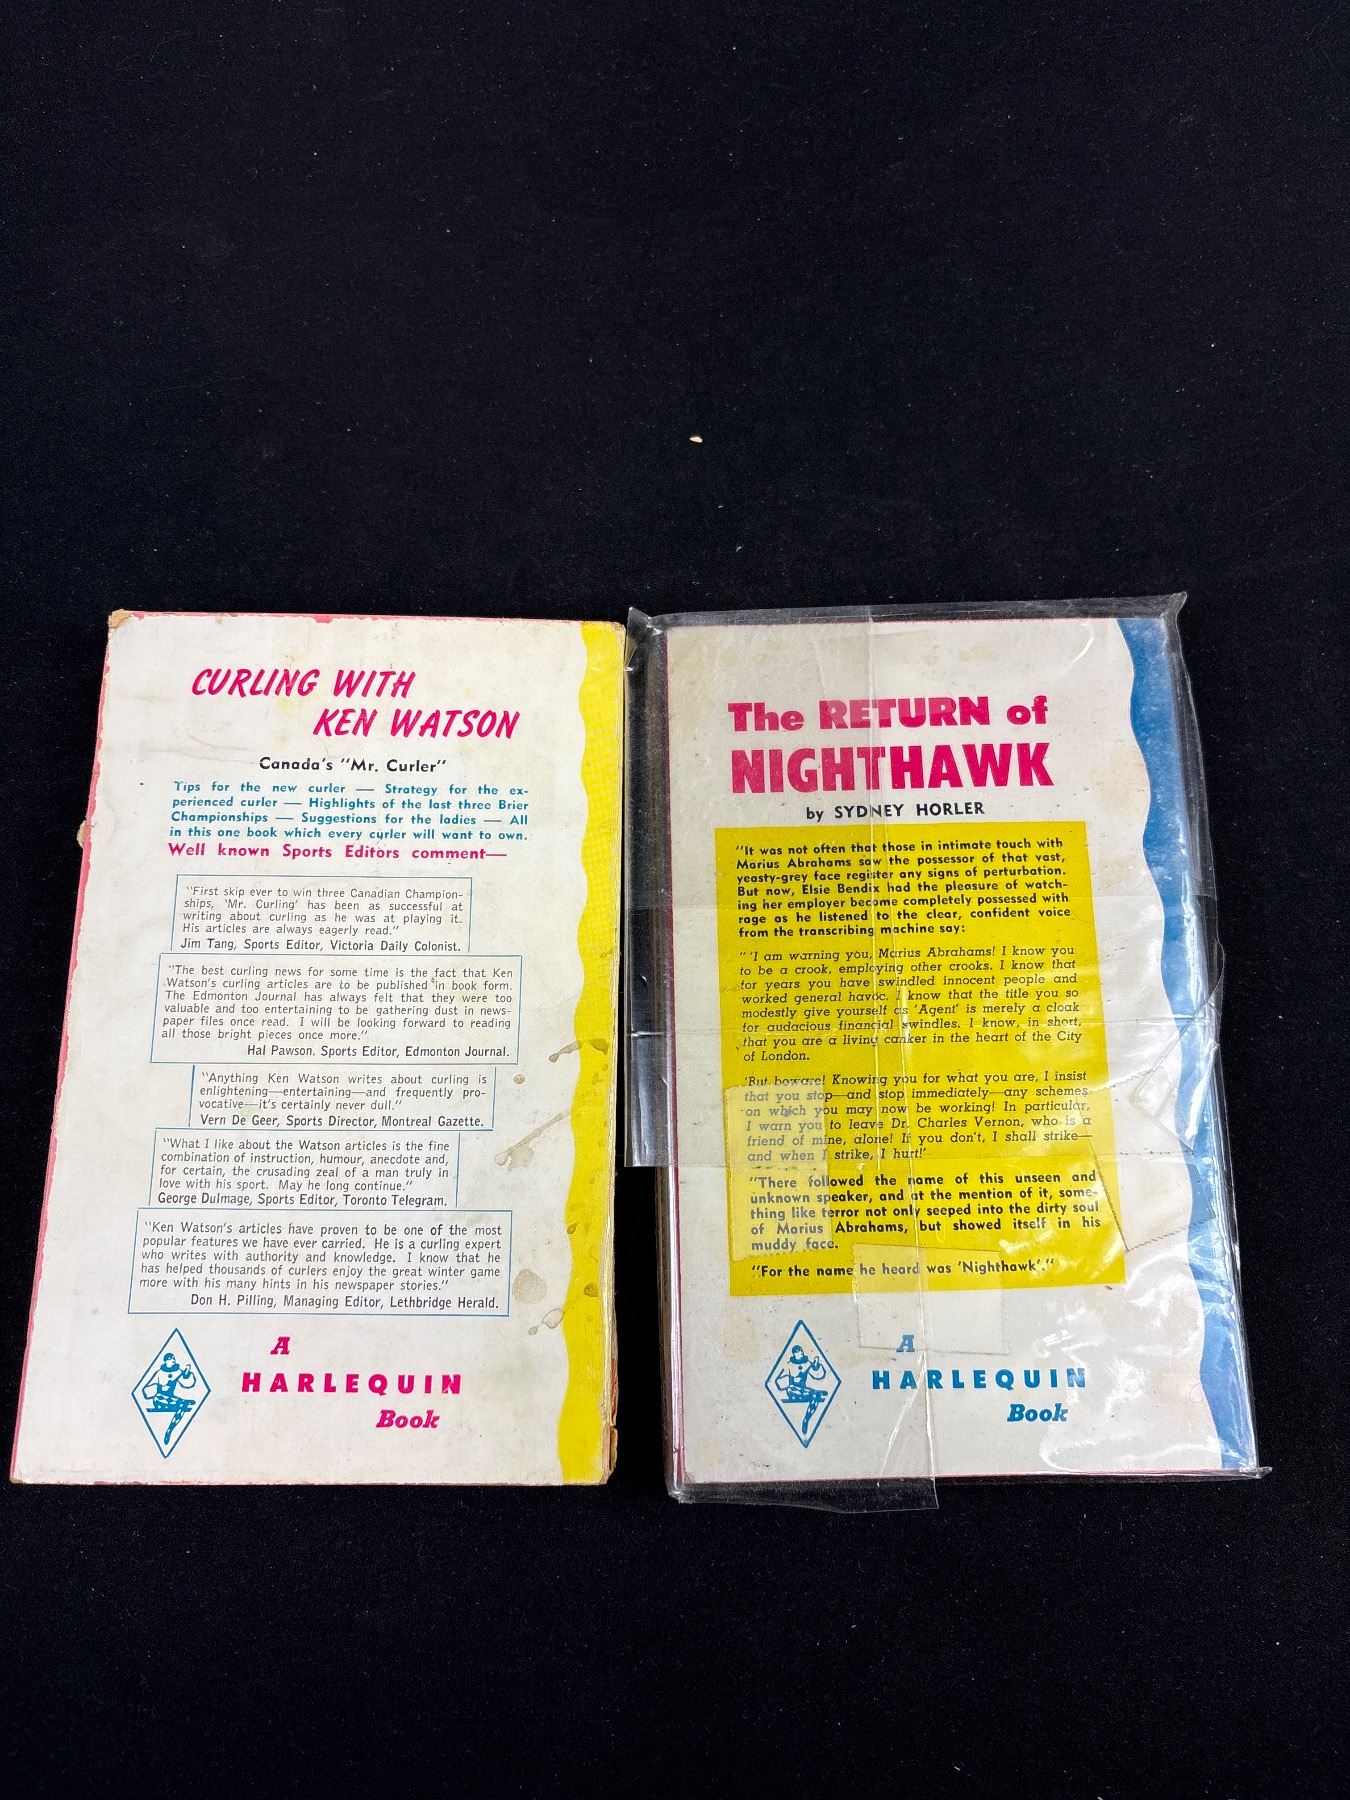 CURLING WITH
KEN WATSON
Canada's "Mr. Curler"
Tips for the new curler — Strategy for the ex-
perienced curler — Highlights of the last three Brier
Championships — Suggestions for the ladies — All
in this one book which every curler will want to own.
Well known Sports Editors comment—
"First skip ever to win three Canadian Champion-
ships, 'Mr. Curling' has been as successful at
writing about curling as he was at playing it.
His articles are always eagerly read."
Jim Tang, Sports Editor, Victoria Daily Colonist.
"The best curling news for some time is the fact that Ken
Watson's curling articles are to be published in book form.
The Edmonton Journal has always felt that they were too
valuable and too entertaining to be gathering dust in news-
paper files once read. I will be looking forward to reading
all those bright pieces once more."
Hal Pawson, Sports Editor, Edmonton Journal.
"Anything Ken Watson writes about curling is
enlightening—entertaining—and frequently pro-
vocative—it's certainly never dull."
Vern De Geer, Sports Director, Montreal Gazette.
"What I like about the Watson articles is the fine
combination of instruction, humour, anecdote and,
for certain, the crusading zeal of a man truly in
love with his sport. May he long continue."
George Dulmage, Sports Editor, Toronto Telegram.
"Ken Watson's articles have proven to be one of the most
popular features we have ever carried. He is a curling expert
who writes with authority and knowledge. I know that he
has helped thousands of curlers enjoy the great winter game
more with his many hints in his newspaper stories."
Don H. Pilling, Managing Editor, Lethbridge Herald.
A
HARLEQUIN
Book
The RETURN of
NIGHTHAWK
by SYDNEY HORLER
"It was not often that those in intimate touch with
Marius Abrahams saw the possessor of that vast,
yeasty-grey face register any signs of perturbation.
But now, Elsie Bendix had the pleasure of watch-
ing her employer become completely possessed with
rage as he listened to the clear, confident voice
from the transcribing machine say:
"'I am warning you, Marius Abrahams! I know you
to be a crook, employing other crooks. I know that
for years you have swindled innocent people and
worked general havoc. I know that the title you so
modestly give yourself as 'Agent' is merely a cloak
for audacious financial swindles. I know, in short,
that you are a living canker in the heart of the City
of London.
'But beware! Knowing you for what you are, I insist
that you stop—and stop immediately—any schemes
on which you may now be working! In particular,
I warn you to leave Dr. Charles Vernon, who is a
friend of mine, alone! If you don't, I shall strike—
and when I strike, I hurt!'
"There followed the name of this unseen and
unknown speaker, and at the mention of it, some-
thing like terror not only seeped into the dirty soul
of Marius Abrahams, but showed itself in his
muddy face.
"For the name he heard was 'Nighthawk'."
A
HARLEQUIN
Book